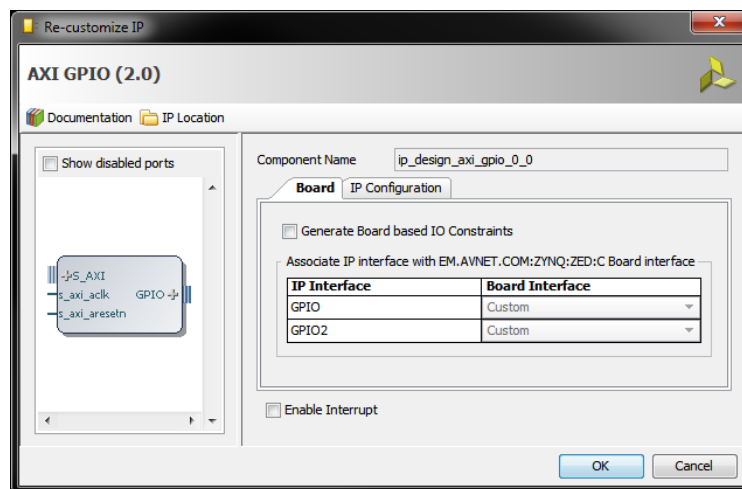 Re-customize IP
AXI GPIO (2.0)
Documentation IP Location
Show disabled ports
S_AXI
s_axi_aclk GPIO
s_axi_aresetn
Component Name ip_design_axi_gpio_0_0
Board IP Configuration
Generate Board based IO Constraints
Associate IP interface with EM.AVNET.COM:ZYNQ:ZED:C Board interface
IP Interface Board Interface
GPIO Custom
GPIO2 Custom
Enable Interrupt
OK Cancel